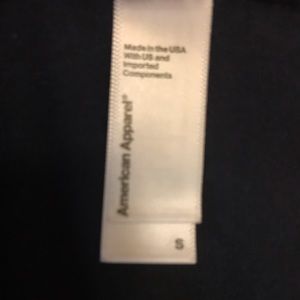 Made in the USA
With US and
Imported
Components
American Apparel®
S